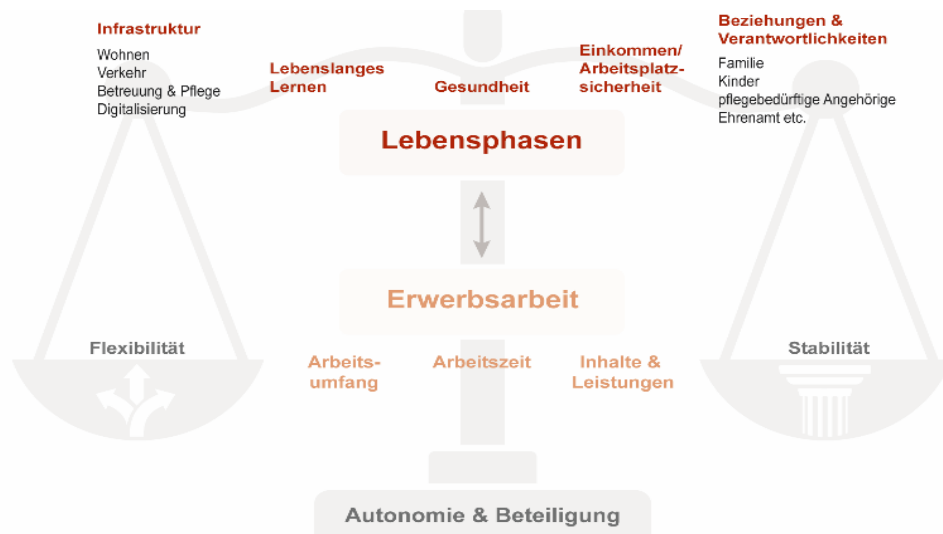 Infrastruktur
Wohnen
Verkehr
Betreuung & Pflege
Digitalisierung
Lebenslanges
Lernen
Gesundheit
Einkommen/
Arbeitsplatz-
sicherheit
Beziehungen &
Verantwortlichkeiten
Familie
Kinder
pflegebedürftige Angehörige
Ehrenamt etc.
Lebensphasen
Erwerbsarbeit
Flexibilität
Arbeits-
umfang
Arbeitszeit
Inhalte &
Leistungen
Stabilität
Autonomie & Beteiligung